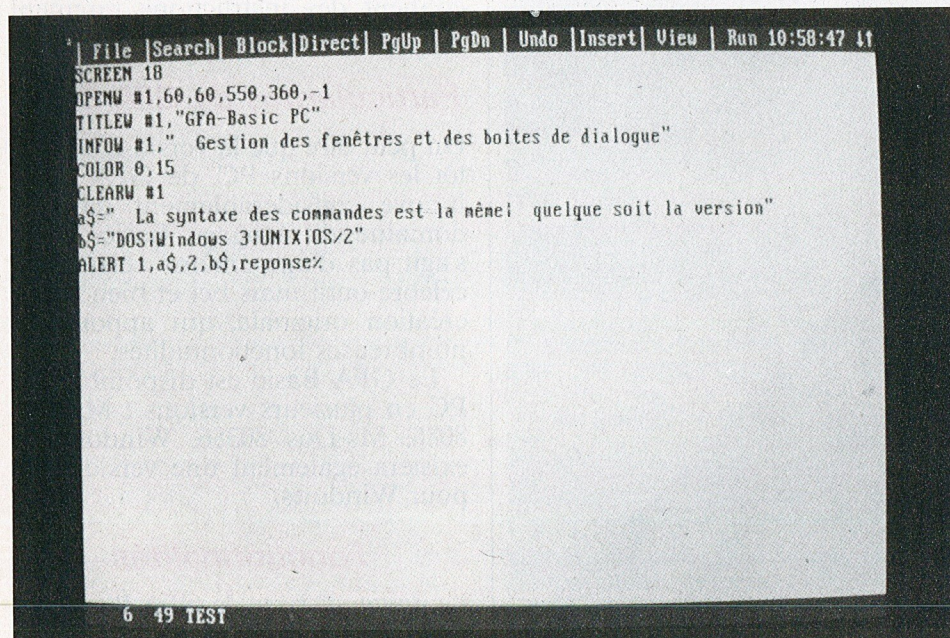 File |Search| Block|Direct| PgUp | PgDn | Undo |Insert| View | Run 10:58:47 ↓↑
SCREEN 18
OPENW #1,60,60,550,360,-1
TITLEW #1,"GFA-Basic PC"
INFOW #1,"  Gestion des fenêtres et des boites de dialogue"
COLOR 0,15
CLEARW #1
a$="  La syntaxe des commandes est la même¦  quelque soit la version"
b$="DOS¦Windows 3¦UNIX¦OS/2"
ALERT 1,a$,2,b$,reponse%
6 49 TEST